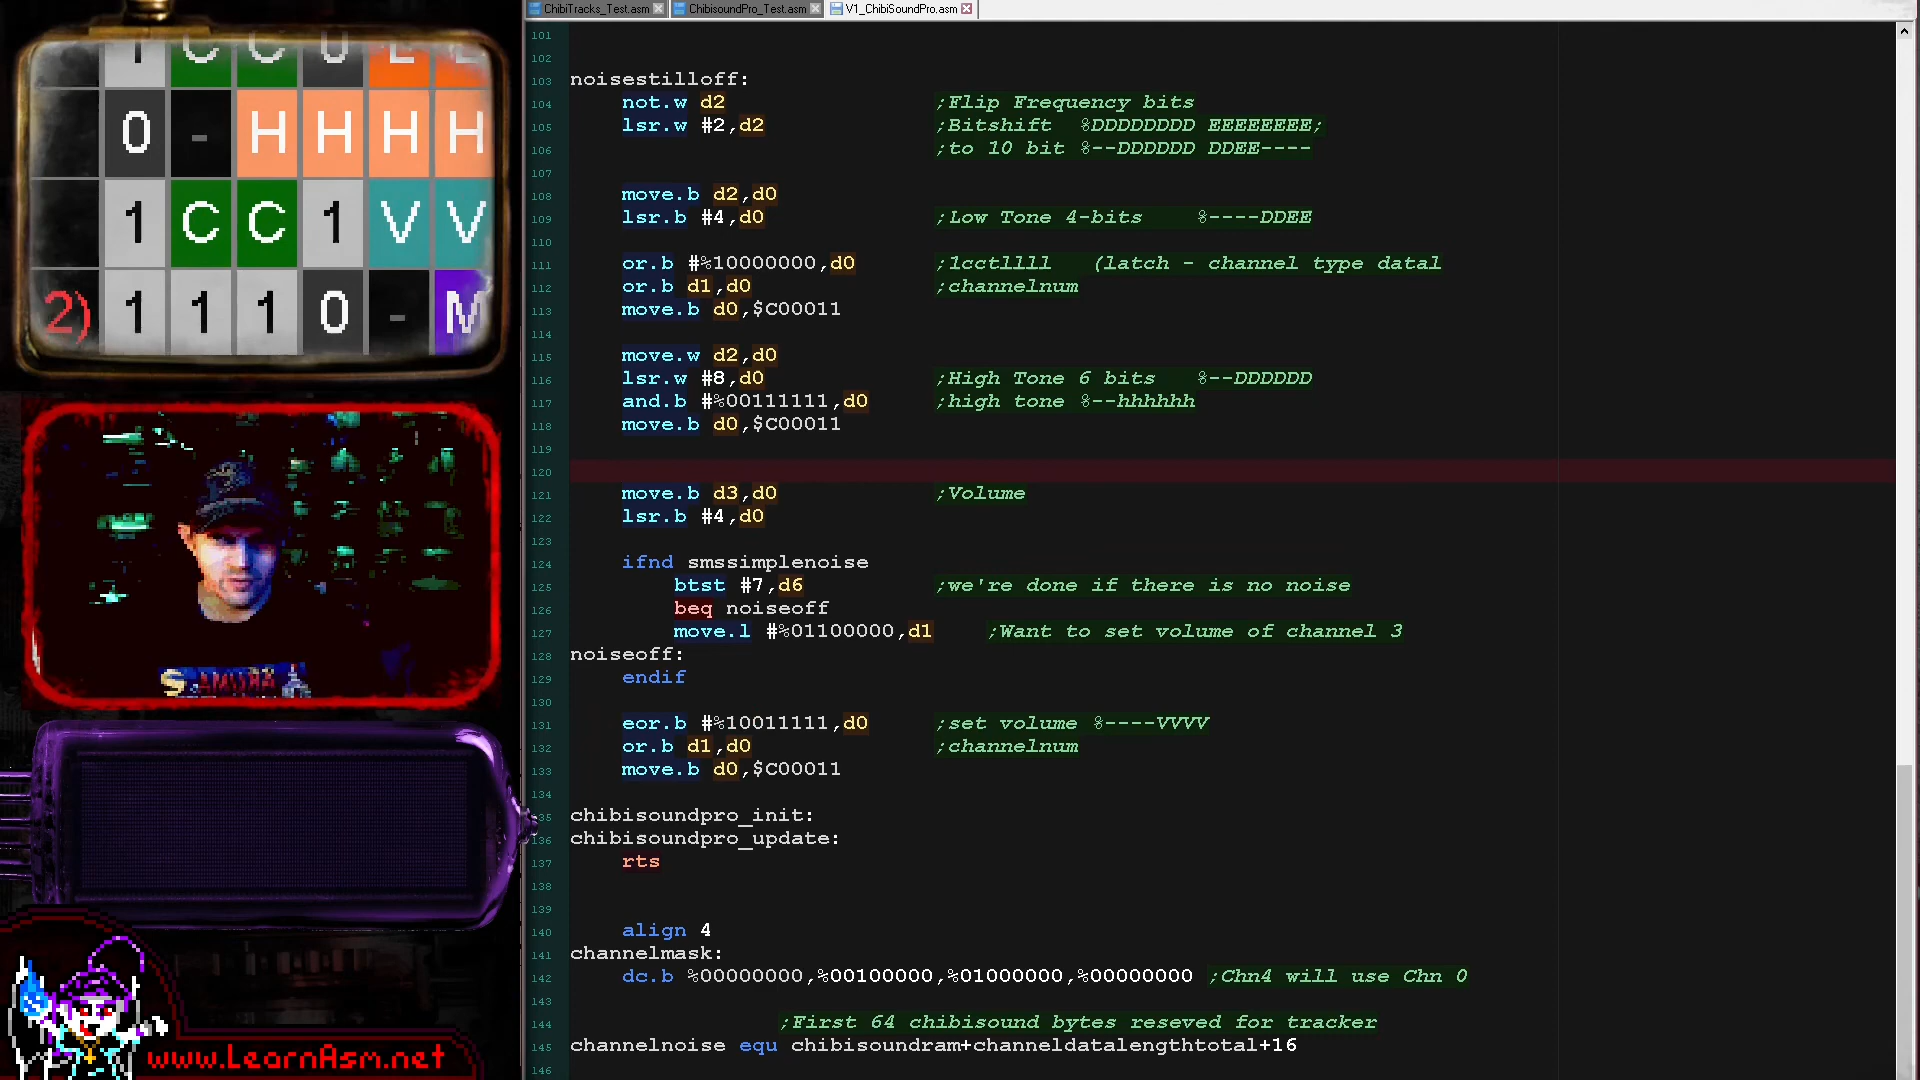 ChibiTracks_Test.asm ChibisoundPro_Test.asm V1_ChibiSoundPro.asm
0 - H H H H
1 C C 1 V V
2) 1 1 1 0 - M
101
102
103 noisestilloff:
104 not.w d2 ;Flip Frequency bits
105 lsr.w #2,d2 ;Bitshift %DDDDDDDD EEEEEEEE;
106 ;to 10 bit %--DDDDDD DDEE----
107
108 move.b d2,d0
109 lsr.b #4,d0 ;Low Tone 4-bits %----DDEE
110
111 or.b #%10000000,d0 ;1cctllll (latch - channel type datal
112 or.b d1,d0 ;channelnum
113 move.b d0,$C00011
114
115 move.w d2,d0
116 lsr.w #8,d0 ;High Tone 6 bits %--DDDDDD
117 and.b #%00111111,d0 ;high tone %--hhhhhh
118 move.b d0,$C00011
119
120
121 move.b d3,d0 ;Volume
122 lsr.b #4,d0
123
124 ifnd smssimplenoise
125 btst #7,d6 ;we're done if there is no noise
126 beq noiseoff
127 move.l #%01100000,d1 ;Want to set volume of channel 3
128 noiseoff:
129 endif
130
131 eor.b #%10011111,d0 ;set volume %----VVVV
132 or.b d1,d0 ;channelnum
133 move.b d0,$C00011
134
135 chibisoundpro_init:
136 chibisoundpro_update:
137 rts
138
139
140 align 4
141 channelmask:
142 dc.b %00000000,%00100000,%01000000,%00000000 ;Chn4 will use Chn 0
143
144 ;First 64 chibisound bytes reseved for tracker
145 channelnoise equ chibisoundram+channeldatalengthtotal+16
146
www.LearnAsm.net